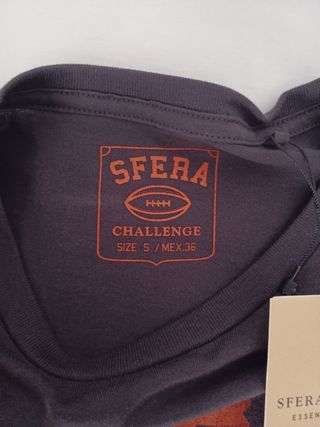 SFERA
CHALLENGE
SIZE S / MEX.36
SFERA
ESSEN